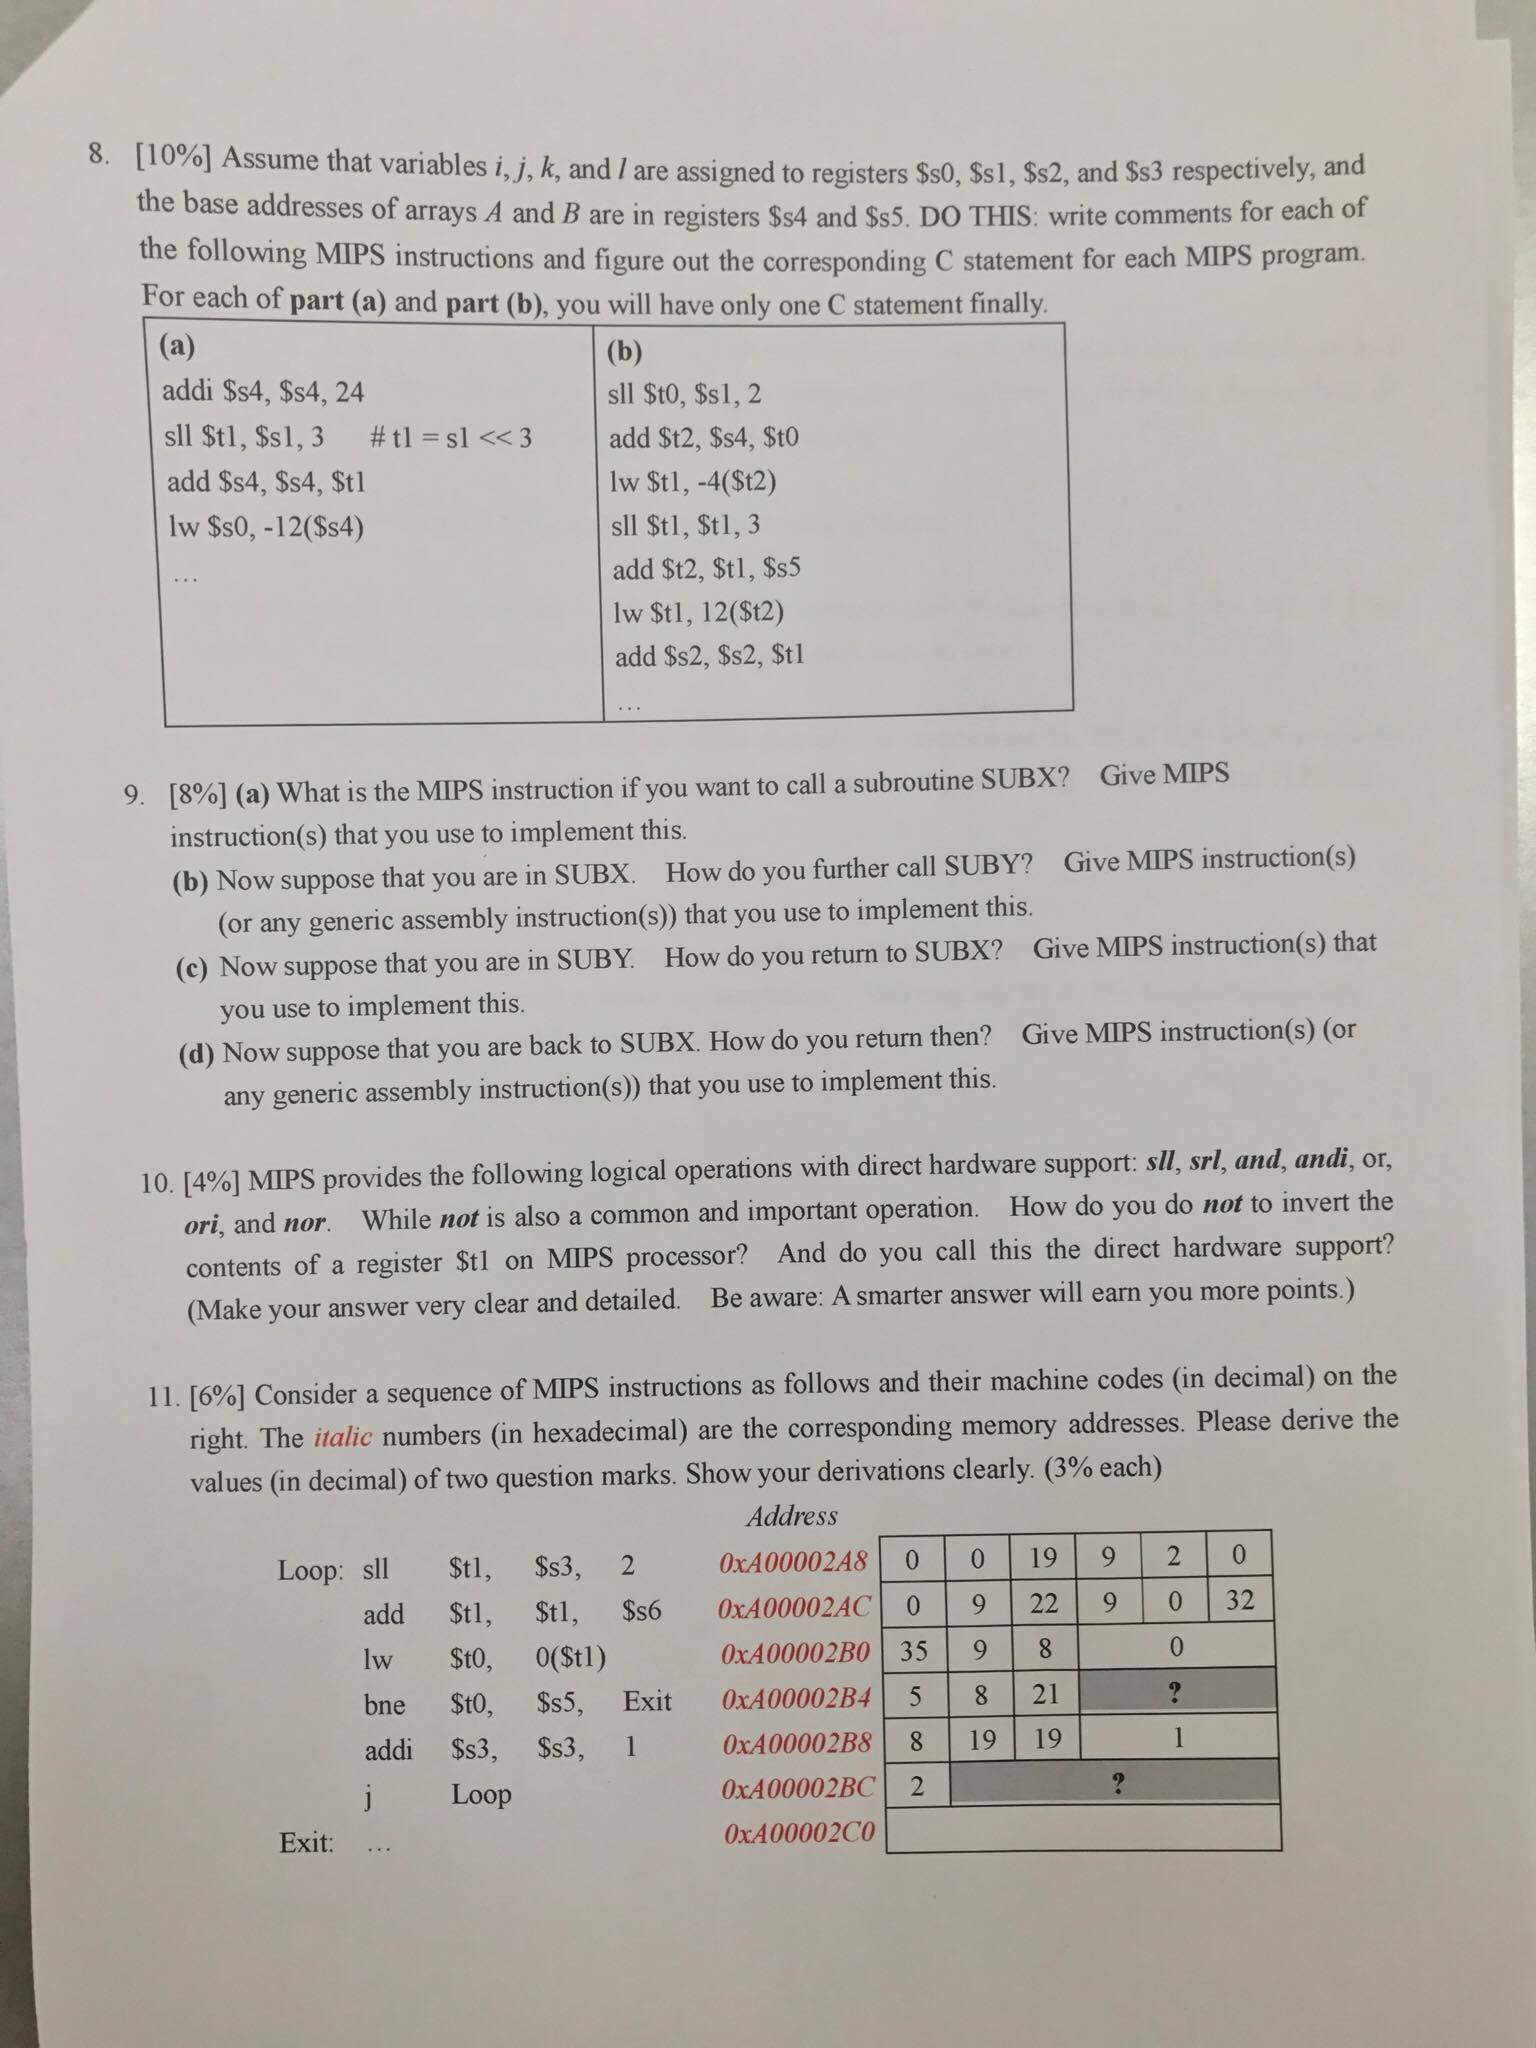 8. [10%] Assume that variables i, j, k, and l are assigned to registers $s0, $s1, $s2, and $s3 respectively, and
the base addresses of arrays A and B are in registers $s4 and $s5. DO THIS: write comments for each of
the following MIPS instructions and figure out the corresponding C statement for each MIPS program.
For each of part (a) and part (b), you will have only one C statement finally.
(a)
addi $s4, $s4, 24
sll $t1, $s1, 3 # t1 = s1 << 3
add $s4, $s4, $t1
lw $s0, -12($s4)
...
(b)
sll $t0, $s1, 2
add $t2, $s4, $t0
lw $t1, -4($t2)
sll $t1, $t1, 3
add $t2, $t1, $s5
lw $t1, 12($t2)
add $s2, $s2, $t1
...
9. [8%] (a) What is the MIPS instruction if you want to call a subroutine SUBX? Give MIPS
instruction(s) that you use to implement this.
(b) Now suppose that you are in SUBX. How do you further call SUBY? Give MIPS instruction(s)
(or any generic assembly instruction(s)) that you use to implement this.
(c) Now suppose that you are in SUBY. How do you return to SUBX? Give MIPS instruction(s) that
you use to implement this.
(d) Now suppose that you are back to SUBX. How do you return then? Give MIPS instruction(s) (or
any generic assembly instruction(s)) that you use to implement this.
10. [4%] MIPS provides the following logical operations with direct hardware support: sll, srl, and, andi, or,
ori, and nor. While not is also a common and important operation. How do you do not to invert the
contents of a register $t1 on MIPS processor? And do you call this the direct hardware support?
(Make your answer very clear and detailed. Be aware: A smarter answer will earn you more points.)
11. [6%] Consider a sequence of MIPS instructions as follows and their machine codes (in decimal) on the
right. The italic numbers (in hexadecimal) are the corresponding memory addresses. Please derive the
values (in decimal) of two question marks. Show your derivations clearly. (3% each)
Address
Loop: sll $t1, $s3, 2 0xA00002A8 0 0 19 9 2 0
add $t1, $t1, $s6 0xA00002AC 0 9 22 9 0 32
lw $t0, 0($t1) 0xA00002B0 35 9 8 0
bne $t0, $s5, Exit 0xA00002B4 5 8 21 ?
addi $s3, $s3, 1 0xA00002B8 8 19 19 1
j Loop 0xA00002BC 2 ?
Exit: ... 0xA00002C0